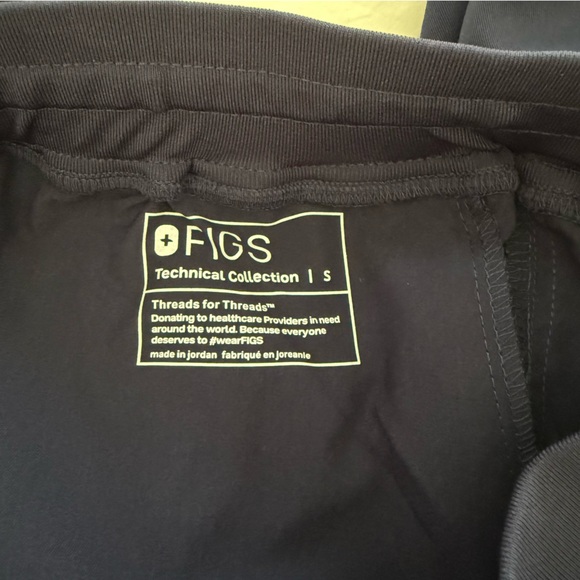 FIGS
Technical Collection | S
Threads for Threads™
Donating to healthcare Providers in need
around the world. Because everyone
deserves to #wearFIGS
made in jordan fabriqué en joreanie